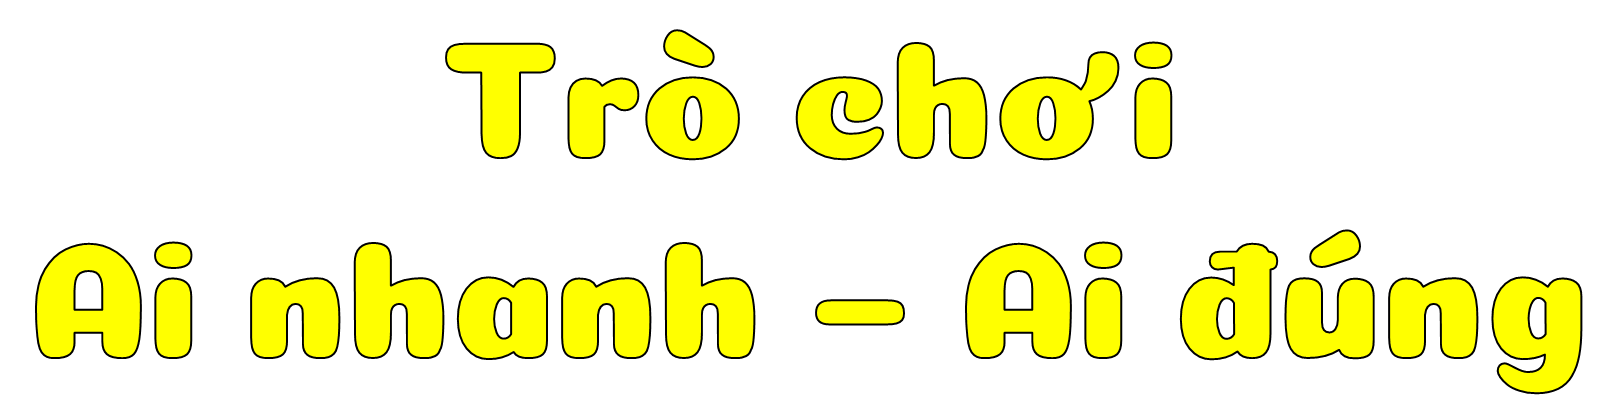 Trò chơi
Ai nhanh – Ai đúng